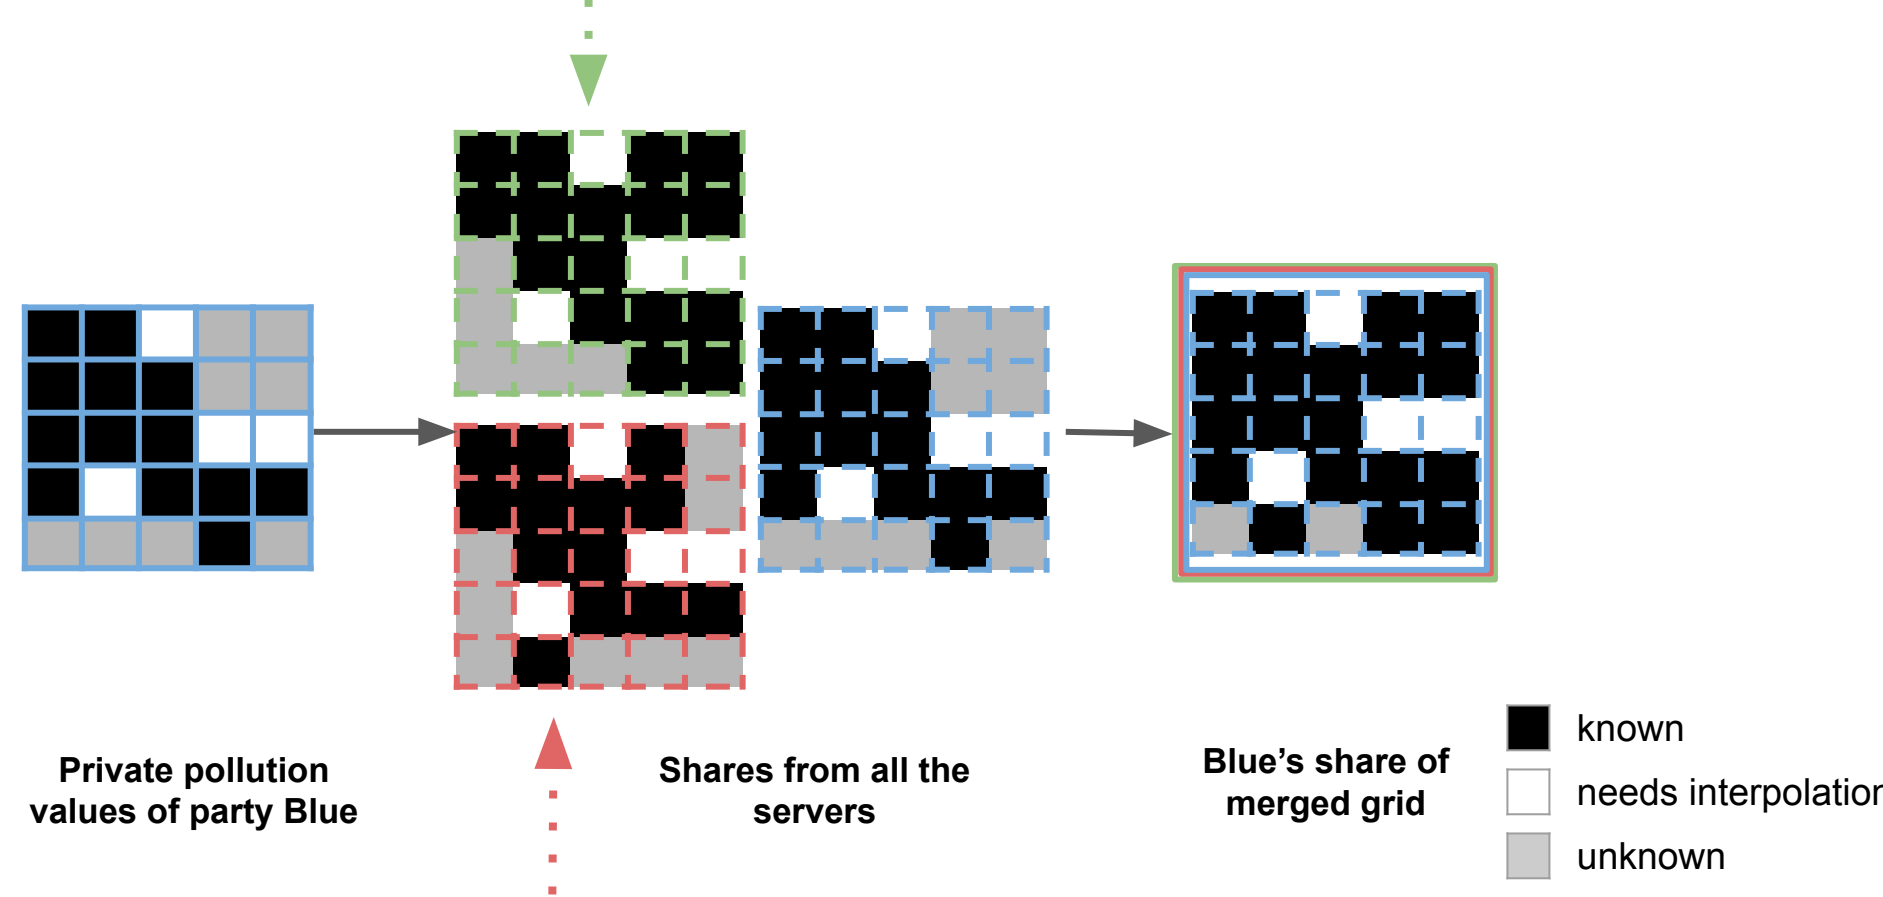 Private pollution
values of party Blue
Shares from all the
servers
Blue's share of
merged grid
known
needs interpolation
unknown